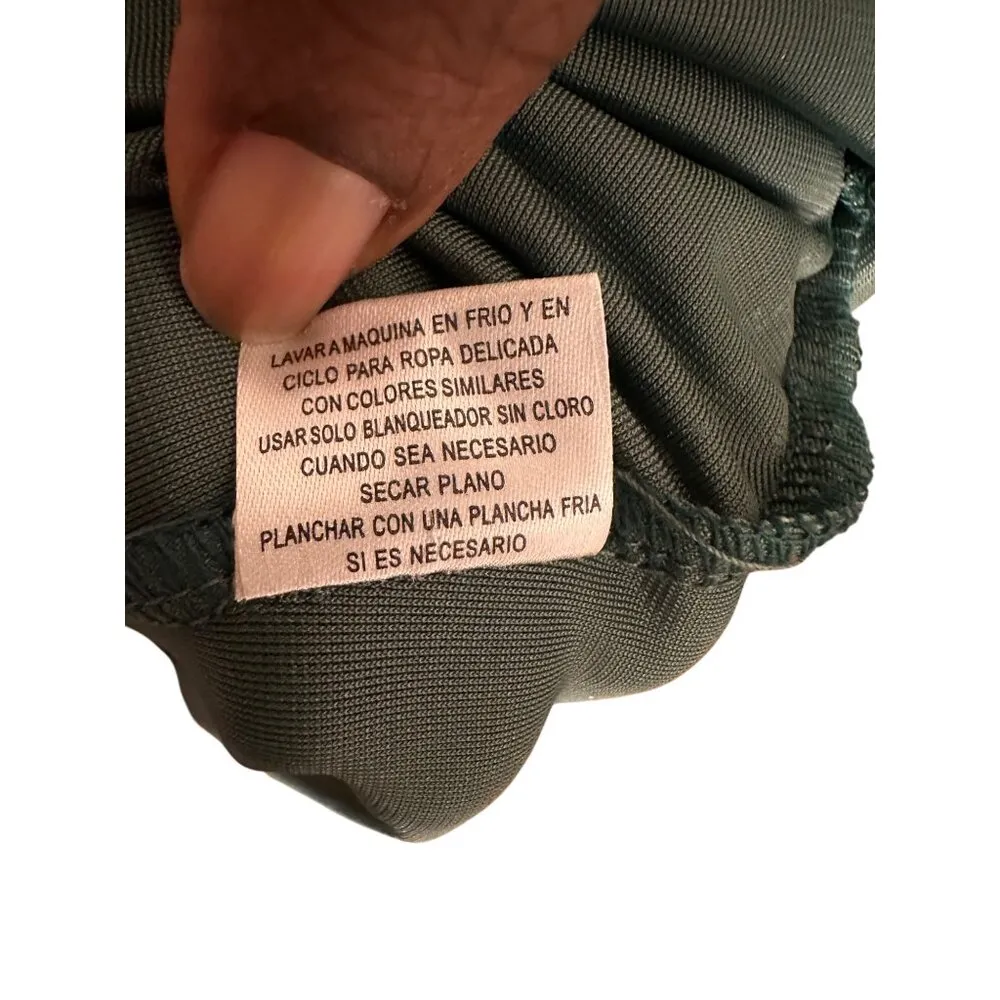 LAVAR A MAQUINA EN FRIO Y EN
CICLO PARA ROPA DELICADA
CON COLORES SIMILARES
USAR SOLO BLANQUEADOR SIN CLORO
CUANDO SEA NECESARIO
SECAR PLANO
PLANCHAR CON UNA PLANCHA FRIA
SI ES NECESARIO